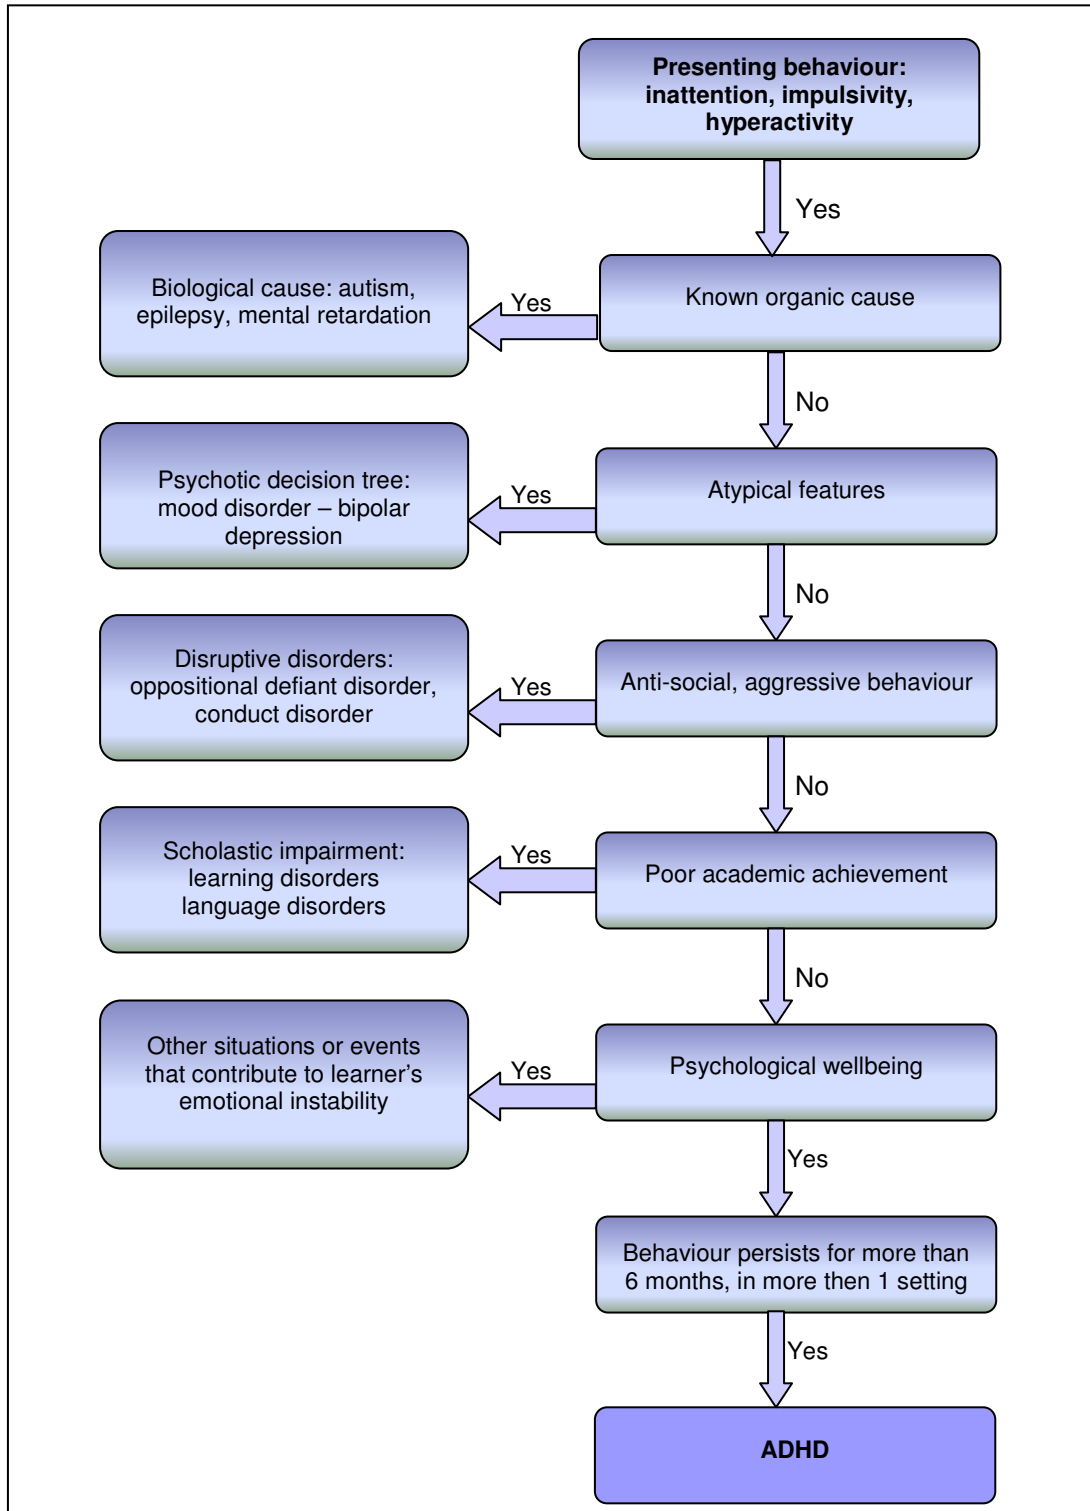 Presenting behaviour:
inattention, impulsivity,
hyperactivity
Yes
Biological cause: autism,
epilepsy, mental retardation
Yes
Known organic cause
No
Psychotic decision tree:
mood disorder – bipolar
depression
Yes
Atypical features
No
Disruptive disorders:
oppositional defiant disorder,
conduct disorder
Yes
Anti-social, aggressive behaviour
No
Scholastic impairment:
learning disorders
language disorders
Yes
Poor academic achievement
No
Other situations or events
that contribute to learner’s
emotional instability
Yes
Psychological wellbeing
Yes
Behaviour persists for more than
6 months, in more then 1 setting
Yes
ADHD